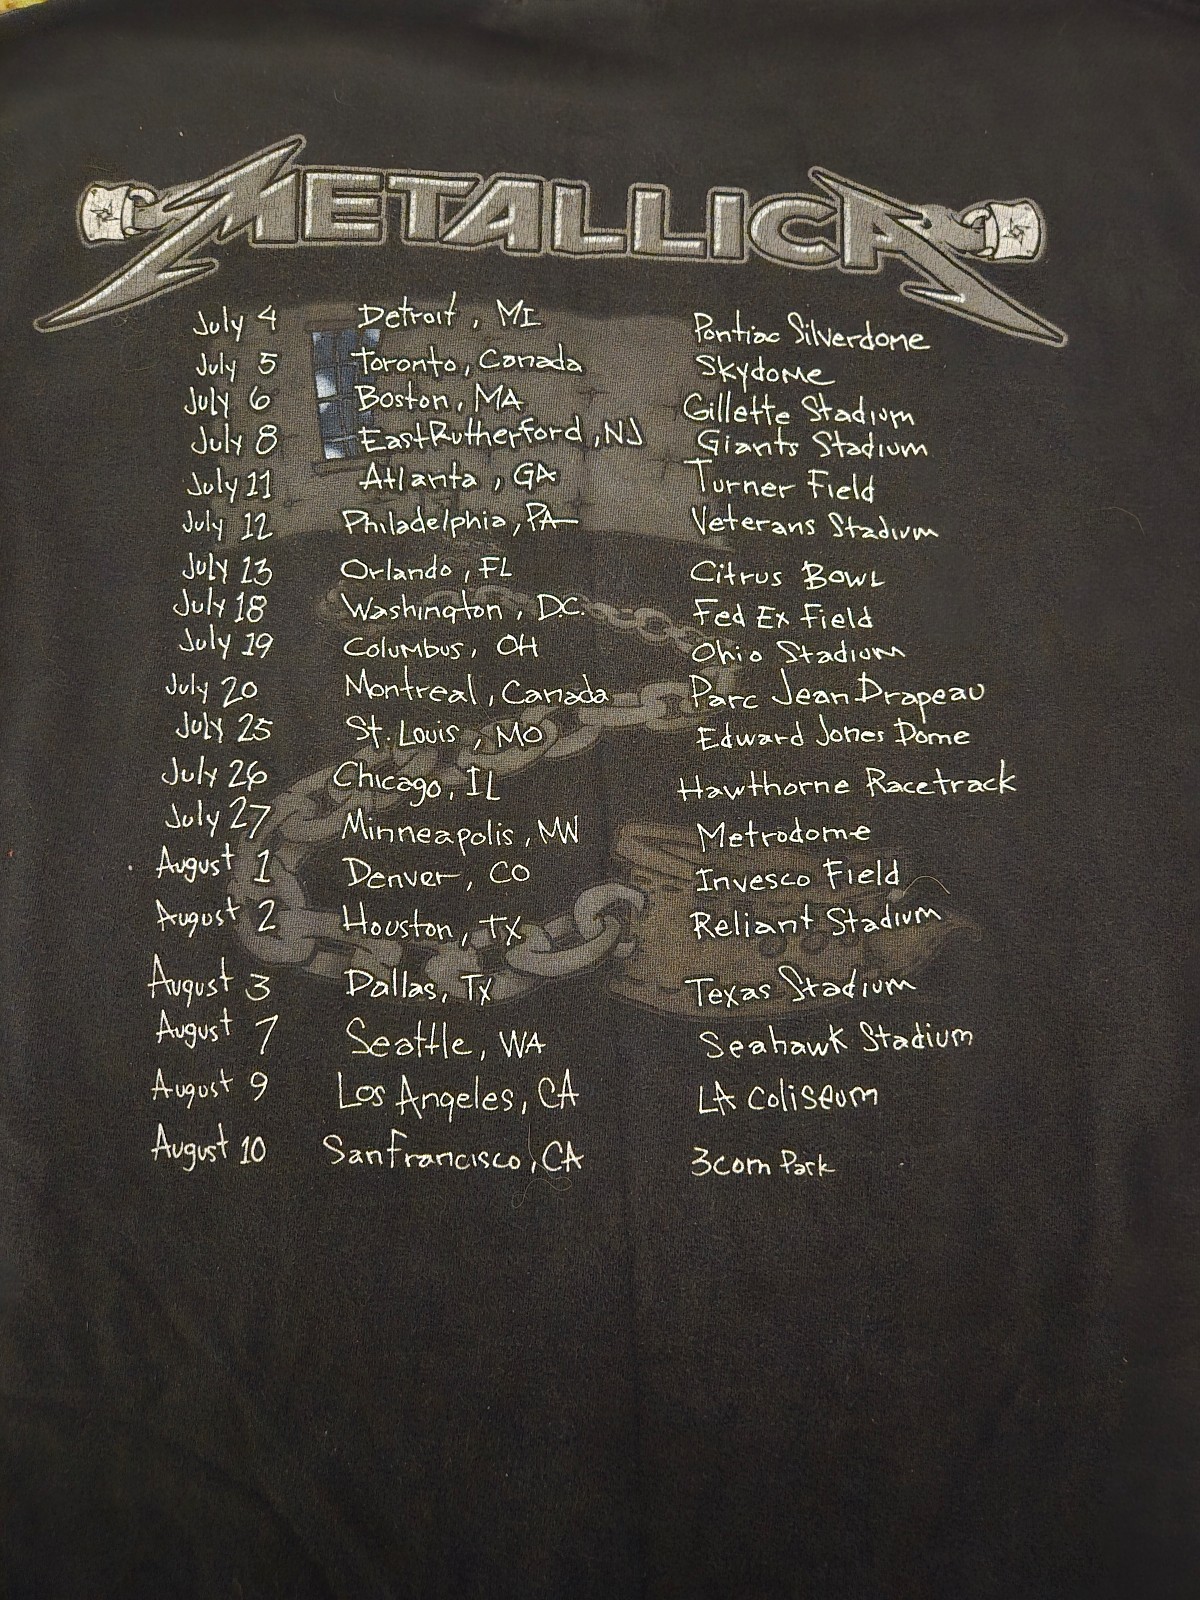 METALLICA
July 4 Detroit, MI Pontiac Silverdone
July 5 Toronto, Canada Skydome
July 6 Boston, MA Gillette Stadium
July 8 East Rutherford, NJ Giants Stadium
July 11 Atlanta, GA Turner Field
July 12 Philadelphia, PA Veterans Stadium
July 13 Orlando, FL Citrus Bowl
July 18 Washington, D.C. Fed Ex Field
July 19 Columbus, OH Ohio Stadium
July 20 Montreal, Canada Parc Jean Drapeau
July 25 St. Louis, MO Edward Jones Dome
July 26 Chicago, IL Hawthorne Racetrack
July 27 Minneapolis, MN Metrodome
August 1 Denver, CO Invesco Field
August 2 Houston, TX Reliant Stadium
August 3 Dallas, TX Texas Stadium
August 7 Seattle, WA Seahawk Stadium
August 9 Los Angeles, CA LA Coliseum
August 10 San Francisco, CA 3com Park